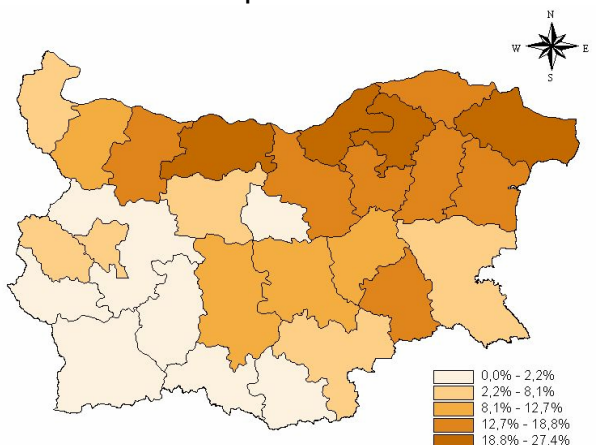 N
W E
S
0,0% - 2,2%
2,2% - 8,1%
8,1% - 12,7%
12,7% - 18,8%
18,8% - 27,4%